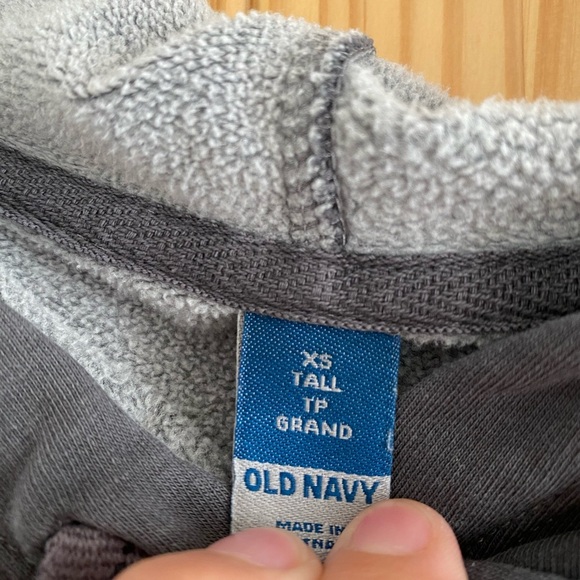 XS
TALL
TP
GRAND
OLD NAVY
MADE IN